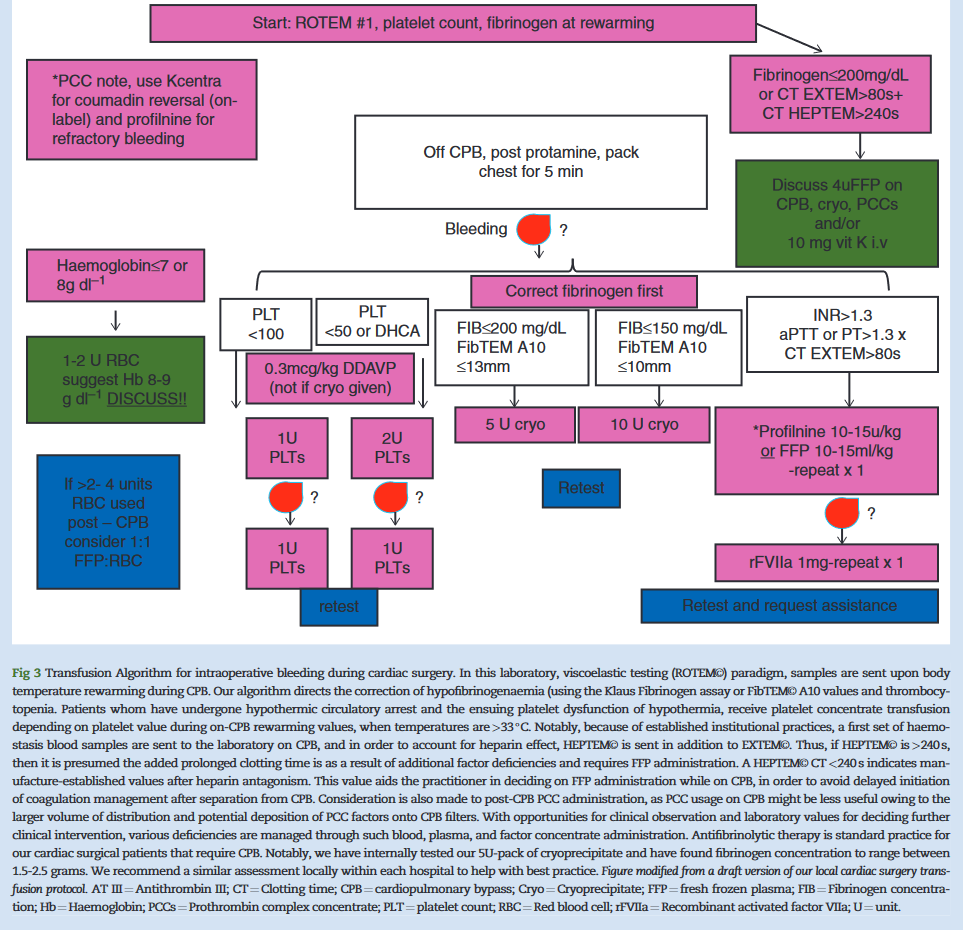 Start: ROTEM #1, platelet count, fibrinogen at rewarming
*PCC note, use Kcentra
for coumadin reversal (on-
label) and profilnine for
refractory bleeding
Fibrinogen≤200mg/dL
or CT EXTEM>80s+
CT HEPTEM>240s
Off CPB, post protamine, pack
chest for 5 min
Discuss 4uFFP on
CPB, cryo, PCCs
and/or
10 mg vit K i.v
Bleeding ?
Haemoglobin≤7 or
8g dl⁻¹
Correct fibrinogen first
PLT
<100
PLT
<50 or DHCA
FIB≤200 mg/dL
FibTEM A10
≤13mm
FIB≤150 mg/dL
FibTEM A10
≤10mm
INR>1.3
aPTT or PT>1.3 x
CT EXTEM>80s
1-2 U RBC
suggest Hb 8-9
g dl⁻¹ DISCUSS!!
0.3mcg/kg DDAVP
(not if cryo given)
5 U cryo
10 U cryo
*Profilnine 10-15u/kg
or FFP 10-15ml/kg
-repeat x 1
1U
PLTs
2U
PLTs
If >2- 4 units
RBC used
post – CPB
consider 1:1
FFP:RBC
Retest
?
?
?
1U
PLTs
1U
PLTs
rFVIIa 1mg-repeat x 1
retest
Retest and request assistance
Fig 3 Transfusion Algorithm for intraoperative bleeding during cardiac surgery. In this laboratory, viscoelastic testing (ROTEM©) paradigm, samples are sent upon body
temperature rewarming during CPB. Our algorithm directs the correction of hypofibrinogenaemia (using the Klaus Fibrinogen assay or FibTEM© A10 values and thrombocy-
topenia. Patients whom have undergone hypothermic circulatory arrest and the ensuing platelet dysfunction of hypothermia, receive platelet concentrate transfusion
depending on platelet value during on-CPB rewarming values, when temperatures are >33°C. Notably, because of established institutional practices, a first set of haemo-
stasis blood samples are sent to the laboratory on CPB, and in order to account for heparin effect, HEPTEM© is sent in addition to EXTEM©. Thus, if HEPTEM© is >240 s,
then it is presumed the added prolonged clotting time is as a result of additional factor deficiencies and requires FFP administration. A HEPTEM© CT <240 s indicates man-
ufacture-established values after heparin antagonism. This value aids the practitioner in deciding on FFP administration while on CPB, in order to avoid delayed initiation
of coagulation management after separation from CPB. Consideration is also made to post-CPB PCC administration, as PCC usage on CPB might be less useful owing to the
larger volume of distribution and potential deposition of PCC factors onto CPB filters. With opportunities for clinical observation and laboratory values for deciding further
clinical intervention, various deficiencies are managed through such blood, plasma, and factor concentrate administration. Antifibrinolytic therapy is standard practice for
our cardiac surgical patients that require CPB. Notably, we have internally tested our 5U-pack of cryoprecipitate and have found fibrinogen concentration to range between
1.5-2.5 grams. We recommend a similar assessment locally within each hospital to help with best practice. Figure modified from a draft version of our local cardiac surgery trans-
fusion protocol. AT III = Antithrombin III; CT = Clotting time; CPB = cardiopulmonary bypass; Cryo = Cryoprecipitate; FFP = fresh frozen plasma; FIB = Fibrinogen concentra-
tion; Hb = Haemoglobin; PCCs = Prothrombin complex concentrate; PLT = platelet count; RBC = Red blood cell; rFVIIa = Recombinant activated factor VIIa; U = unit.